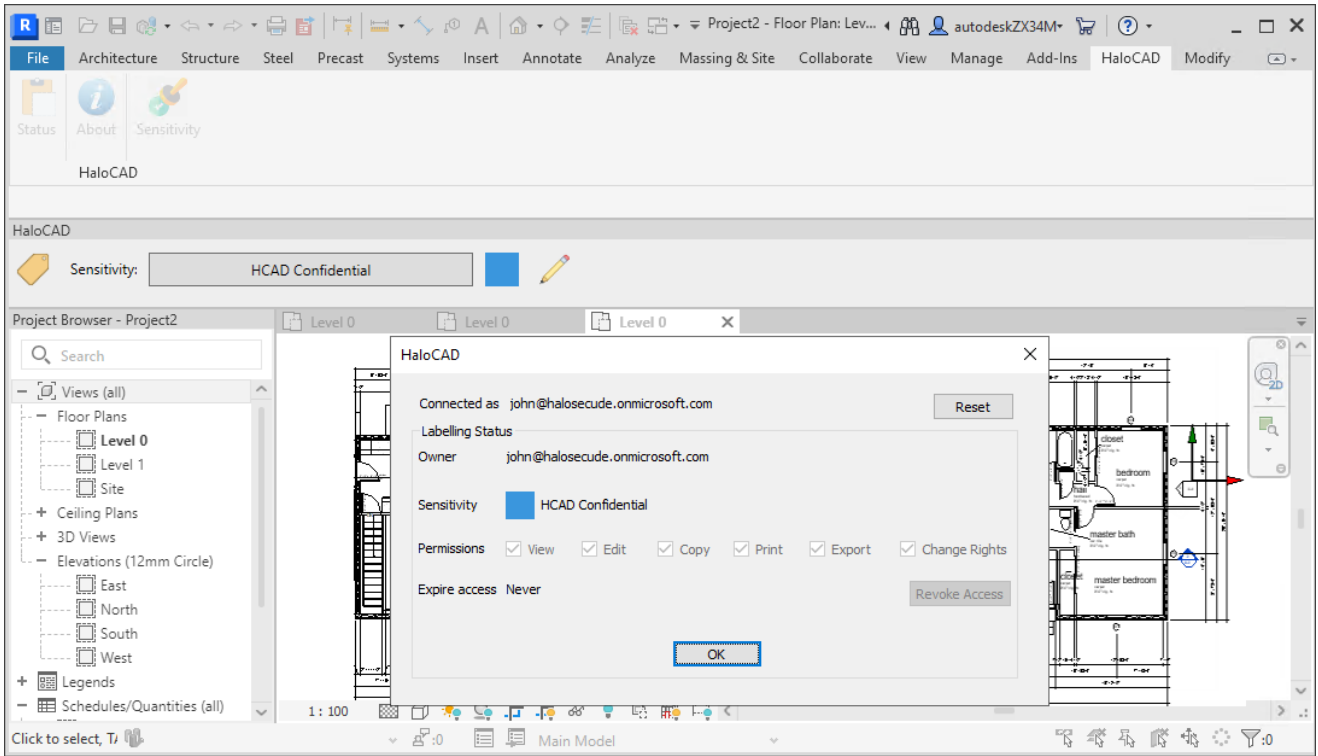 R Project2 - Floor Plan: Lev... autodeskZX34M
File Architecture Structure Steel Precast Systems Insert Annotate Analyze Massing & Site Collaborate View Manage Add-Ins HaloCAD Modify
Status About Sensitivity
HaloCAD
HaloCAD
Sensitivity: HCAD Confidential
Project Browser - Project2
Level 0 Level 0 Level 0
Search
Views (all)
Floor Plans
Level 0
Level 1
Site
Ceiling Plans
3D Views
Elevations (12mm Circle)
East
North
South
West
Legends
Schedules/Quantities (all)
HaloCAD
Connected as john@halosecude.onmicrosoft.com Reset
Labelling Status
Owner john@halosecude.onmicrosoft.com
Sensitivity HCAD Confidential
Permissions View Edit Copy Print Export Change Rights
Expire access Never Revoke Access
OK
closet
bedroom
hall
master bath
closet master bedroom
2D
1 : 100
Click to select, TA :0 Main Model :0